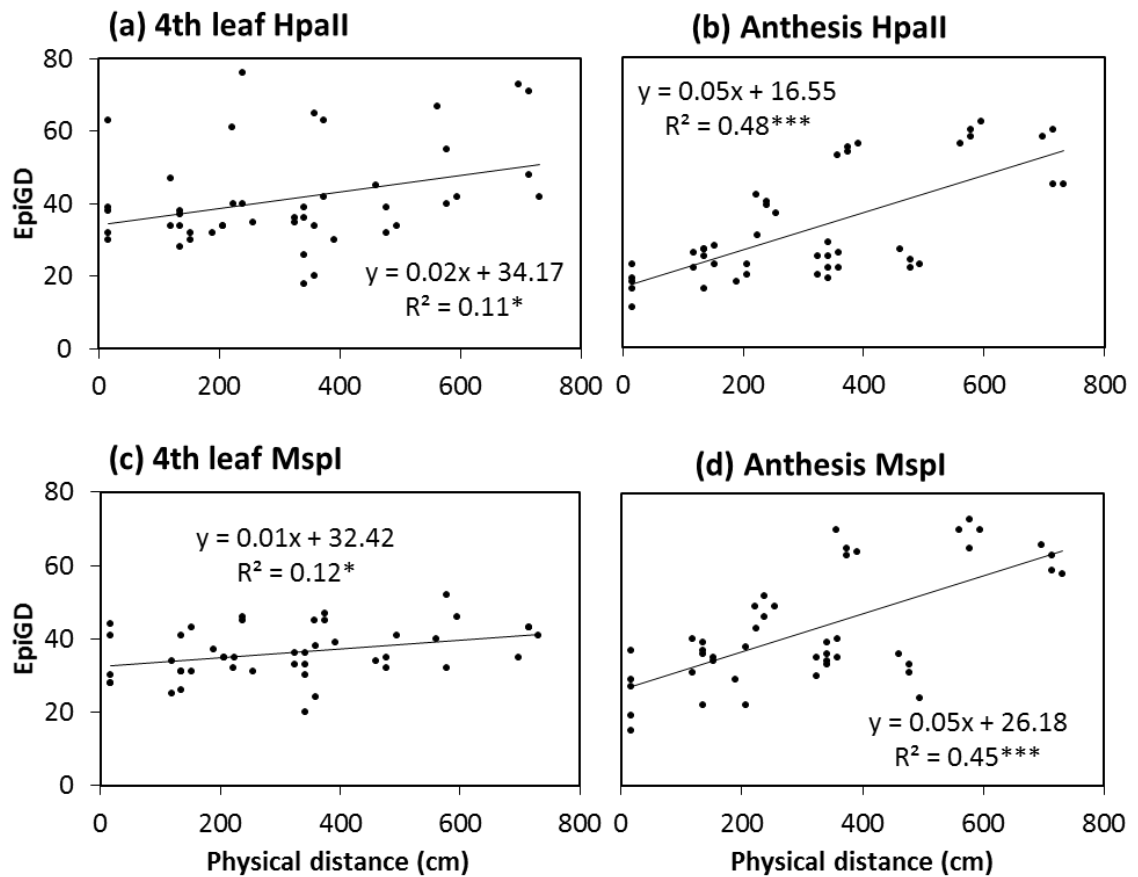 (a) 4th leaf HpaII
EpiGD
80
60
40
20
0
y = 0.02x + 34.17
R² = 0.11*
0 200 400 600 800
(b) Anthesis HpaII
y = 0.05x + 16.55
R² = 0.48***
0 200 400 600 800
(c) 4th leaf MspI
EpiGD
80
60
40
20
0
y = 0.01x + 32.42
R² = 0.12*
0 200 400 600 800
Physical distance (cm)
(d) Anthesis MspI
y = 0.05x + 26.18
R² = 0.45***
0 200 400 600 800
Physical distance (cm)